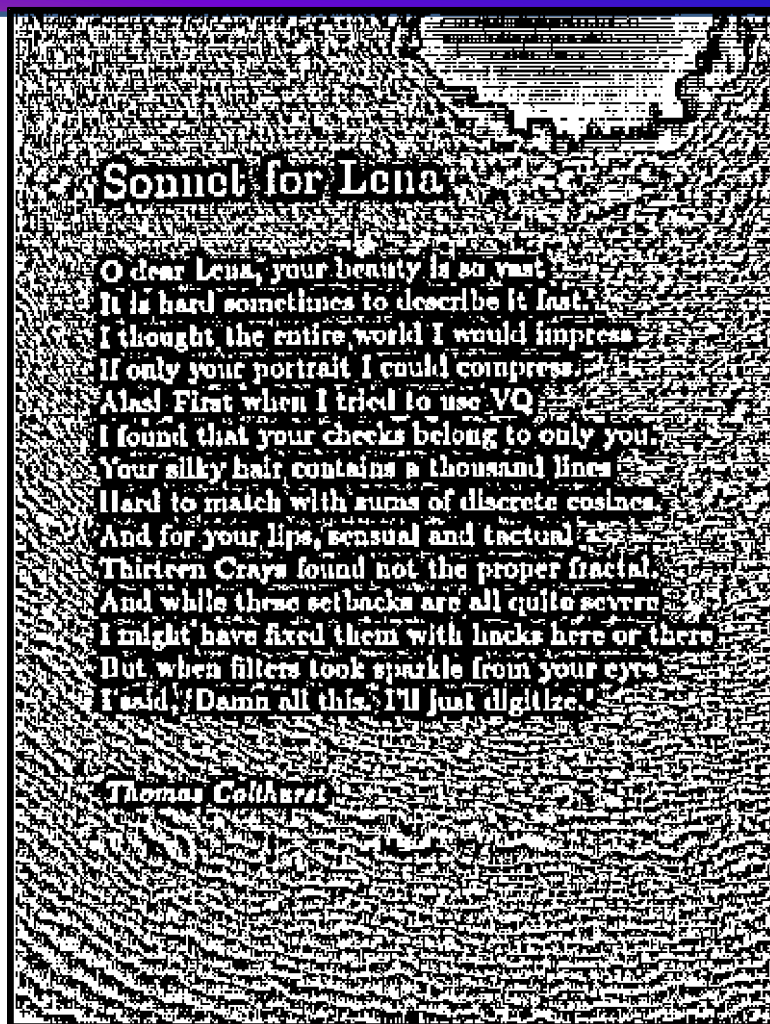 Sonnet for Lena
O dear Lena, your beauty is so vast
It is hard sometimes to describe it fast.
I thought the entire world I would impress
If only your portrait I could compress.
Alas! First when I tried to use VQ
I found that your cheeks belong to only you.
Your silky hair contains a thousand lines
Hard to match with sums of discrete cosines.
And for your lips, sensual and tactual
Thirteen Crays found not the proper fractal.
And while these setbacks are all quite severe
I might have fixed them with hacks here or there
But when filters took sparkle from your eyes
I said, 'Damn all this. I'll just digitize.'
Thomas Colthurst